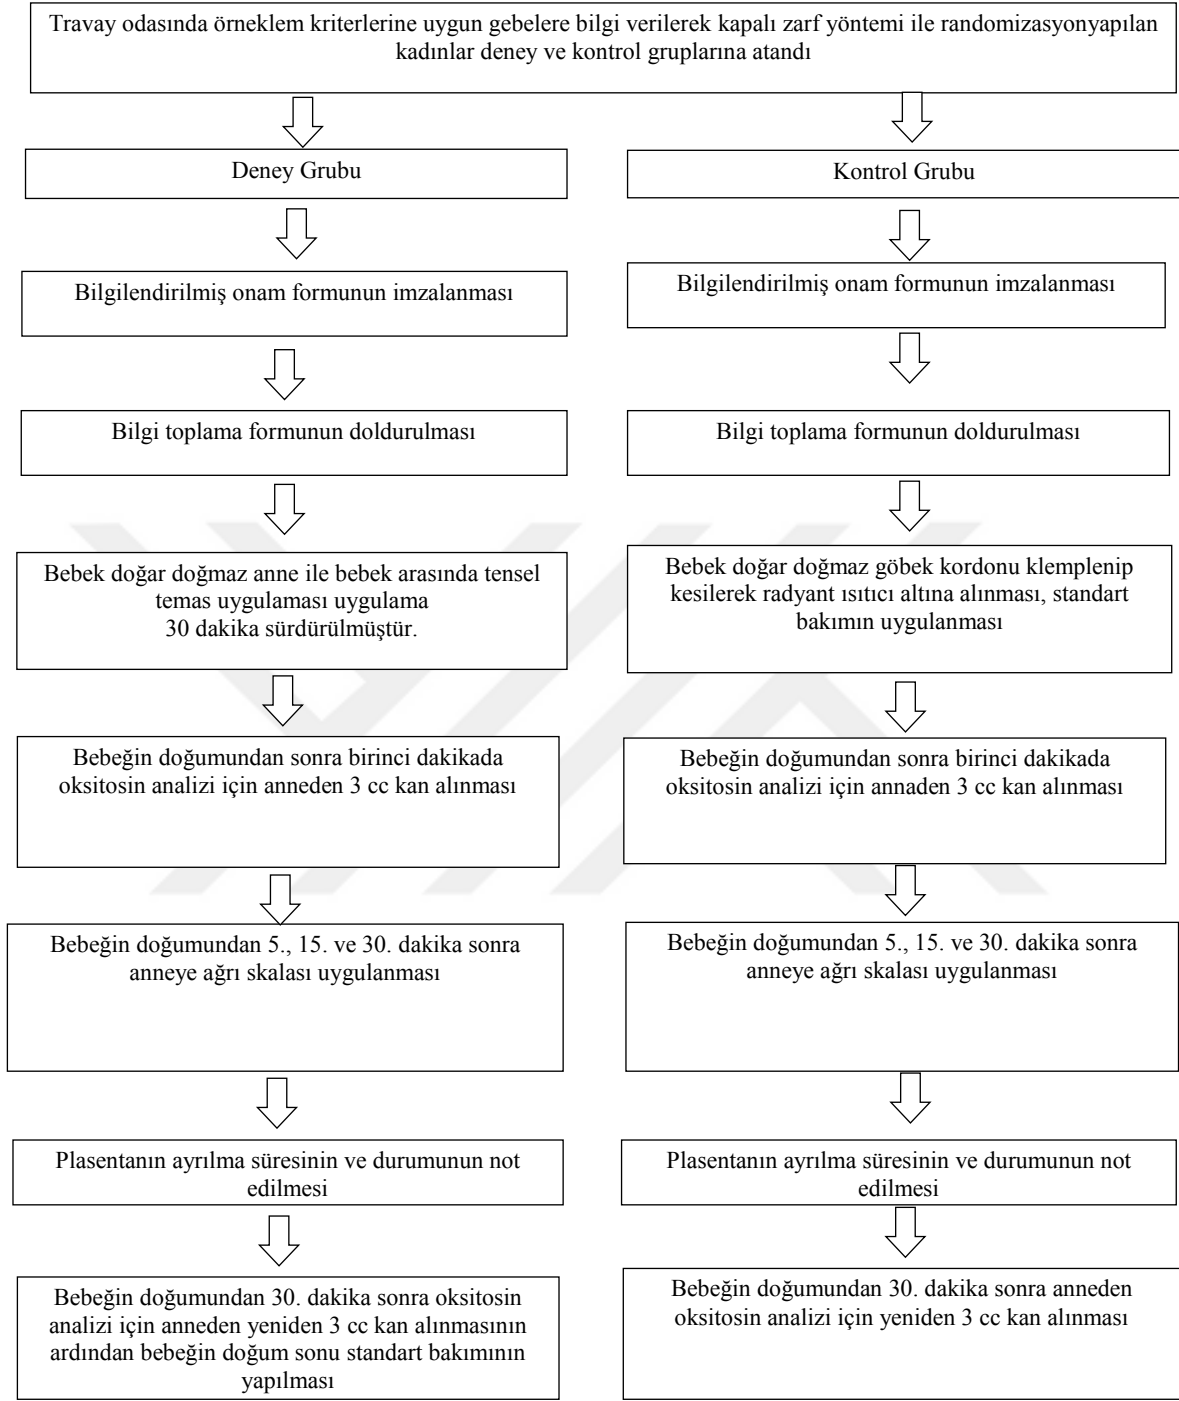 Travay odasında örneklem kriterlerine uygun gebelere bilgi verilerek kapalı zarf yöntemi ile randomizasyonyapılan
kadınlar deney ve kontrol gruplarına atandı
Deney Grubu
Kontrol Grubu
Bilgilendirilmiş onam formunun imzalanması
Bilgilendirilmiş onam formunun imzalanması
Bilgi toplama formunun doldurulması
Bilgi toplama formunun doldurulması
Bebek doğar doğmaz anne ile bebek arasında tensel
temas uygulaması uygulama
30 dakika sürdürülmüştür.
Bebek doğar doğmaz göbek kordonu klemplenip
kesilerek radyant ısıtıcı altına alınması, standart
bakımın uygulanması
Bebeğin doğumundan sonra birinci dakikada
oksitosin analizi için anneden 3 cc kan alınması
Bebeğin doğumundan sonra birinci dakikada
oksitosin analizi için annaden 3 cc kan alınması
Bebeğin doğumundan 5., 15. ve 30. dakika sonra
anneye ağrı skalası uygulanması
Bebeğin doğumundan 5., 15. ve 30. dakika sonra
anneye ağrı skalası uygulanması
Plasentanın ayrılma süresinin ve durumunun not
edilmesi
Plasentanın ayrılma süresinin ve durumunun not
edilmesi
Bebeğin doğumundan 30. dakika sonra oksitosin
analizi için anneden yeniden 3 cc kan alınmasının
ardından bebeğin doğum sonu standart bakımının
yapılması
Bebeğin doğumundan 30. dakika sonra anneden
oksitosin analizi için yeniden 3 cc kan alınması